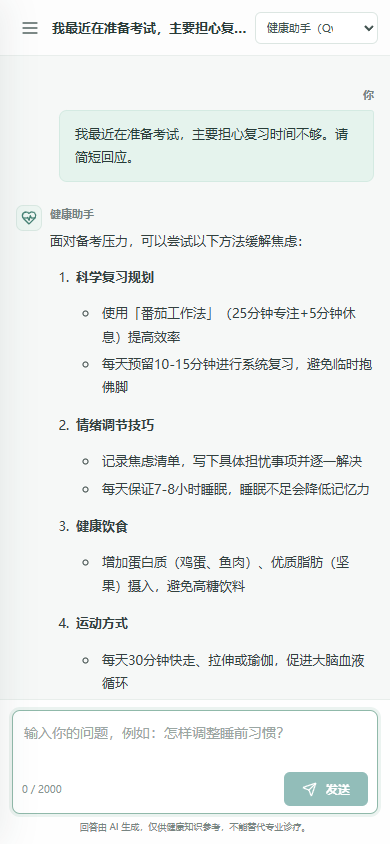 我最近在准备考试，主要担心复...
健康助手（Qw
你
我最近在准备考试，主要担心复习时间不够。请
简短回应。
健康助手
面对备考压力，可以尝试以下方法缓解焦虑：
1. 科学复习规划
使用「番茄工作法」（25分钟专注+5分钟休
息）提高效率
每天预留10-15分钟进行系统复习，避免临时抱
佛脚
2. 情绪调节技巧
记录焦虑清单，写下具体担忧事项并逐一解决
每天保证7-8小时睡眠，睡眠不足会降低记忆力
3. 健康饮食
增加蛋白质（鸡蛋、鱼肉）、优质脂肪（坚
果）摄入，避免高糖饮料
4. 运动方式
每天30分钟快走、拉伸或瑜伽，促进大脑血液
循环
输入你的问题，例如：怎样调整睡前习惯？
0 / 2000
发送
回答由 AI 生成，仅供健康知识参考，不能替代专业诊疗。